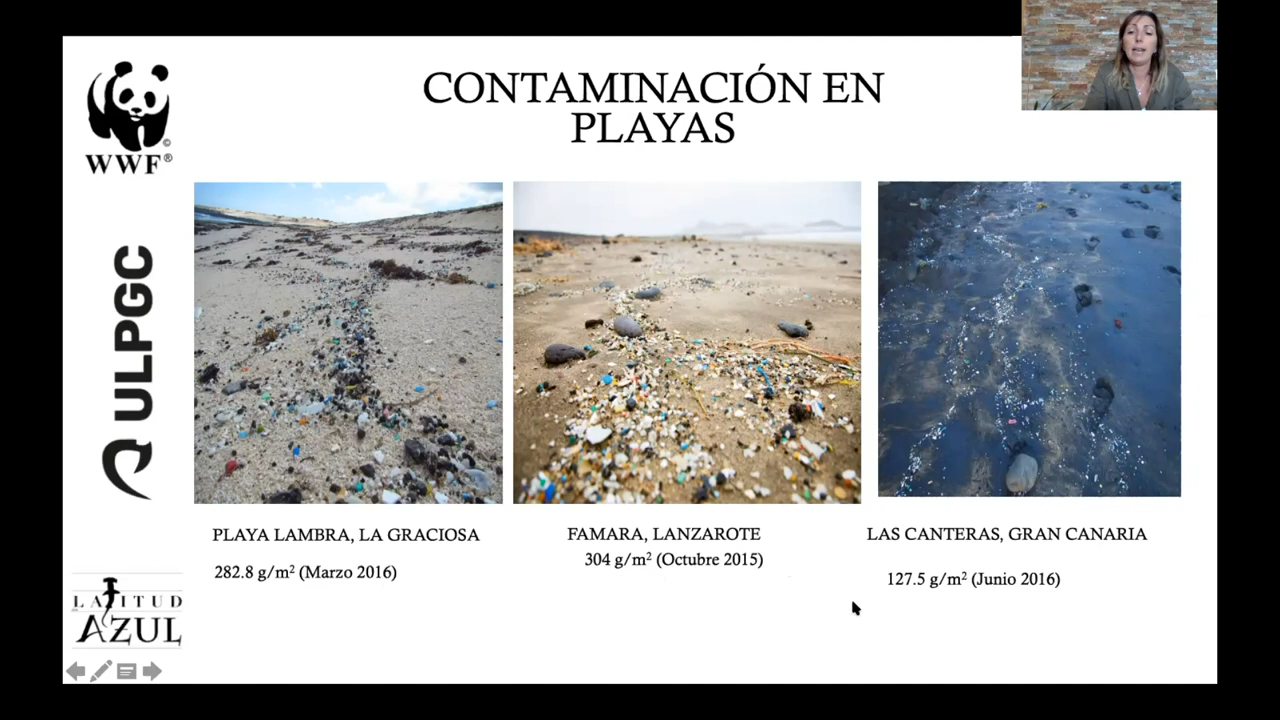 CONTAMINACIÓN EN
PLAYAS
©
WWF®
ULPGC
LATITUD
AZUL
PLAYA LAMBRA, LA GRACIOSA
282.8 g/m² (Marzo 2016)
FAMARA, LANZAROTE
304 g/m² (Octubre 2015)
LAS CANTERAS, GRAN CANARIA
127.5 g/m² (Junio 2016)